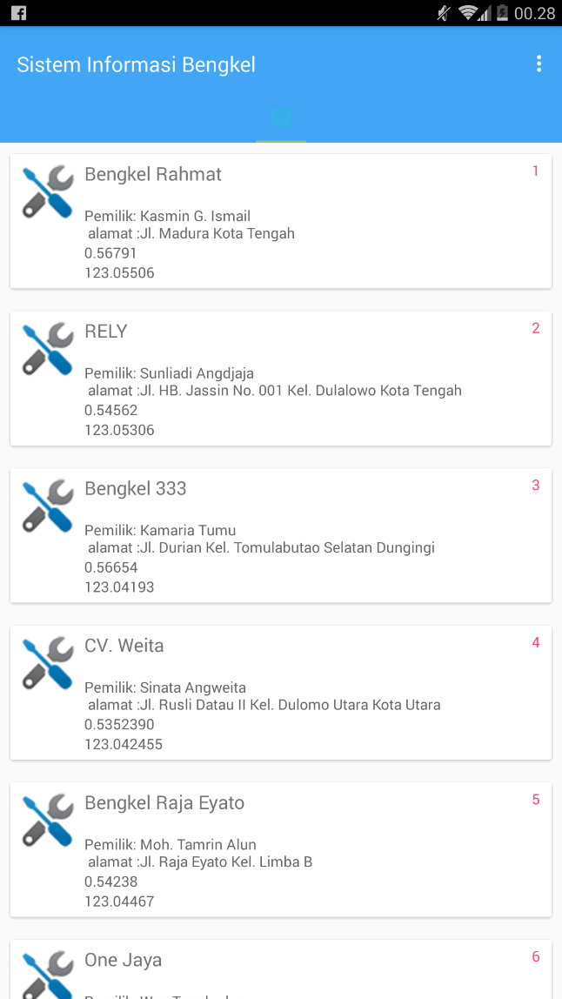 00.28
Sistem Informasi Bengkel
Bengkel Rahmat
1
Pemilik: Kasmin G. Ismail
alamat :Jl. Madura Kota Tengah
0.56791
123.05506
RELY
2
Pemilik: Sunliadi Angdjaja
alamat :Jl. HB. Jassin No. 001 Kel. Dulalowo Kota Tengah
0.54562
123.05306
Bengkel 333
3
Pemilik: Kamaria Tumu
alamat :Jl. Durian Kel. Tomulabutao Selatan Dungingi
0.56654
123.04193
CV. Weita
4
Pemilik: Sinata Angweita
alamat :Jl. Rusli Datau II Kel. Dulomo Utara Kota Utara
0.5352390
123.042455
Bengkel Raja Eyato
5
Pemilik: Moh. Tamrin Alun
alamat :Jl. Raja Eyato Kel. Limba B
0.54238
123.04467
One Jaya
6